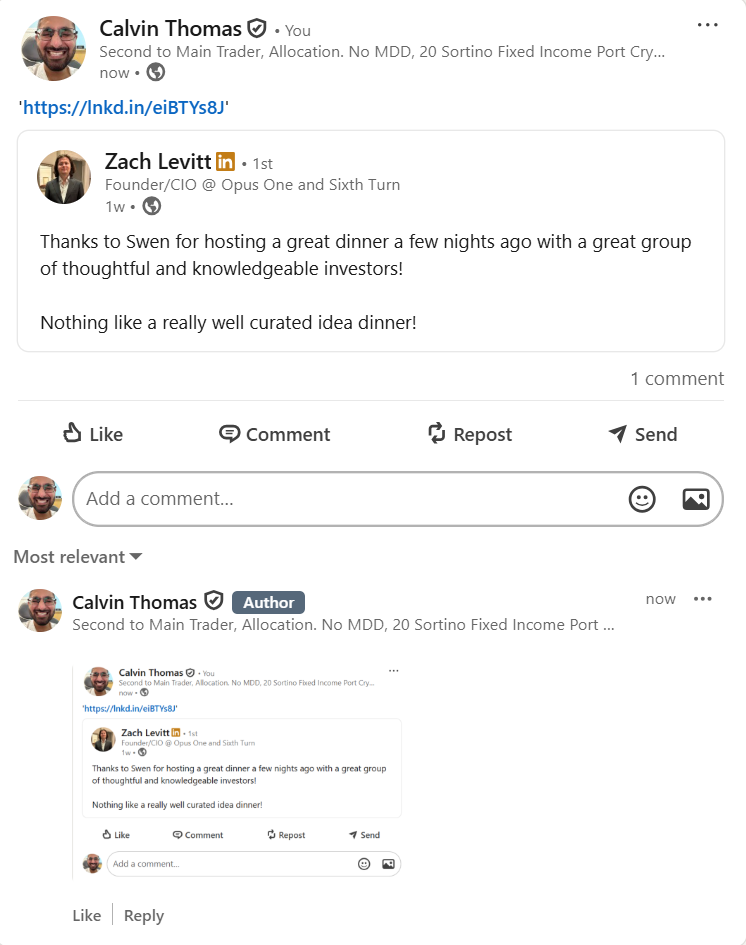 Calvin Thomas • You
Second to Main Trader, Allocation. No MDD, 20 Sortino Fixed Income Port Cry...
now •
'https://lnkd.in/eiBTYs8J'
Zach Levitt in • 1st
Founder/CIO @ Opus One and Sixth Turn
1w •
Thanks to Swen for hosting a great dinner a few nights ago with a great group
of thoughtful and knowledgeable investors!
Nothing like a really well curated idea dinner!
1 comment
Like Comment Repost Send
Add a comment...
Most relevant
Calvin Thomas Author now
Second to Main Trader, Allocation. No MDD, 20 Sortino Fixed Income Port ...
Calvin Thomas • You
Second to Main Trader, Allocation. No MDD, 20 Sortino Fixed Income Port Cry...
now •
'https://lnkd.in/eiBTYs8J'
Zach Levitt in • 1st
Founder/CIO @ Opus One and Sixth Turn
1w •
Thanks to Swen for hosting a great dinner a few nights ago with a great group
of thoughtful and knowledgeable investors!
Nothing like a really well curated idea dinner!
Like Comment Repost Send
Add a comment...
Like Reply